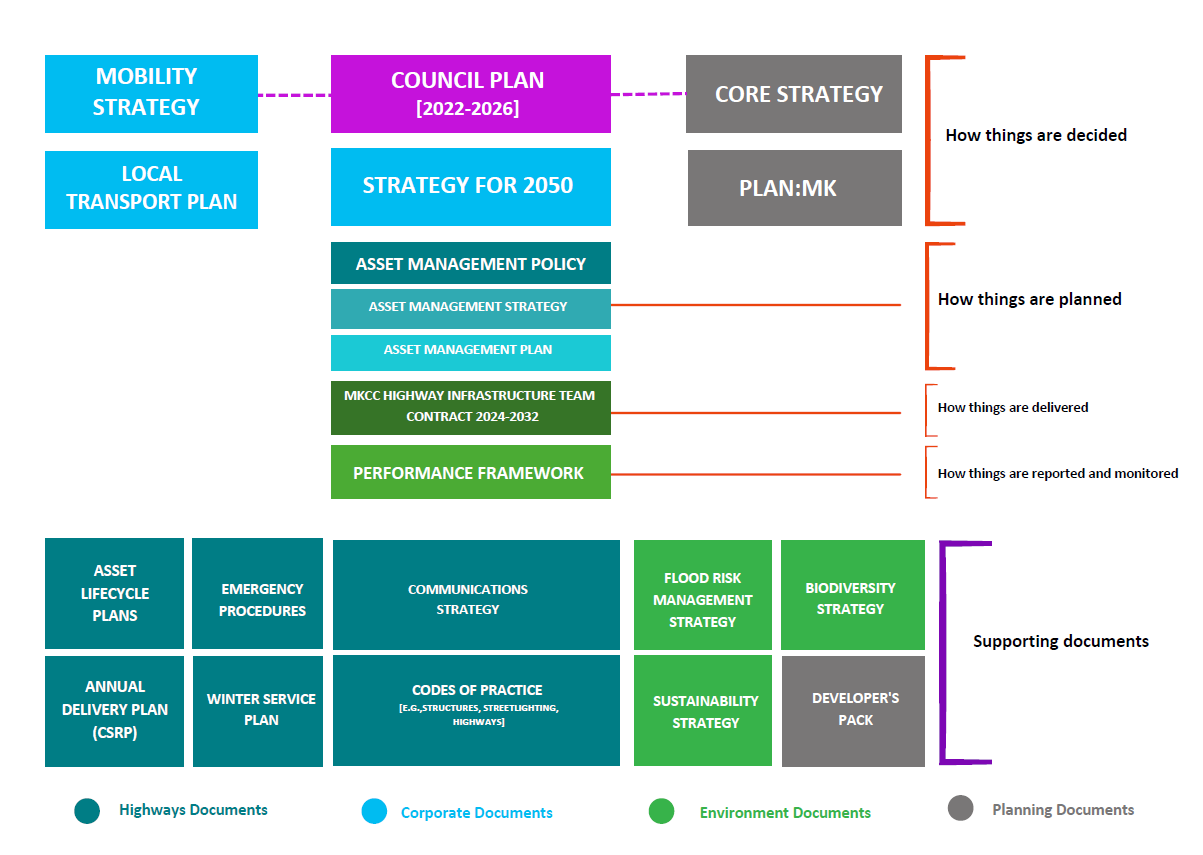 MOBILITY
STRATEGY
COUNCIL PLAN
[2022-2026]
CORE STRATEGY
How things are decided
LOCAL
TRANSPORT PLAN
STRATEGY FOR 2050
PLAN:MK
ASSET MANAGEMENT POLICY
ASSET MANAGEMENT STRATEGY
ASSET MANAGEMENT PLAN
How things are planned
MKCC HIGHWAY INFRASTRUCTURE TEAM
CONTRACT 2024-2032
How things are delivered
PERFORMANCE FRAMEWORK
How things are reported and monitored
ASSET
LIFECYCLE
PLANS
EMERGENCY
PROCEDURES
COMMUNICATIONS
STRATEGY
FLOOD RISK
MANAGEMENT
STRATEGY
BIODIVERSITY
STRATEGY
Supporting documents
ANNUAL
DELIVERY PLAN
(CSRP)
WINTER SERVICE
PLAN
CODES OF PRACTICE
[E.G.,STRUCTURES, STREETLIGHTING,
HIGHWAYS]
SUSTAINABILITY
STRATEGY
DEVELOPER'S
PACK
Highways Documents
Corporate Documents
Environment Documents
Planning Documents